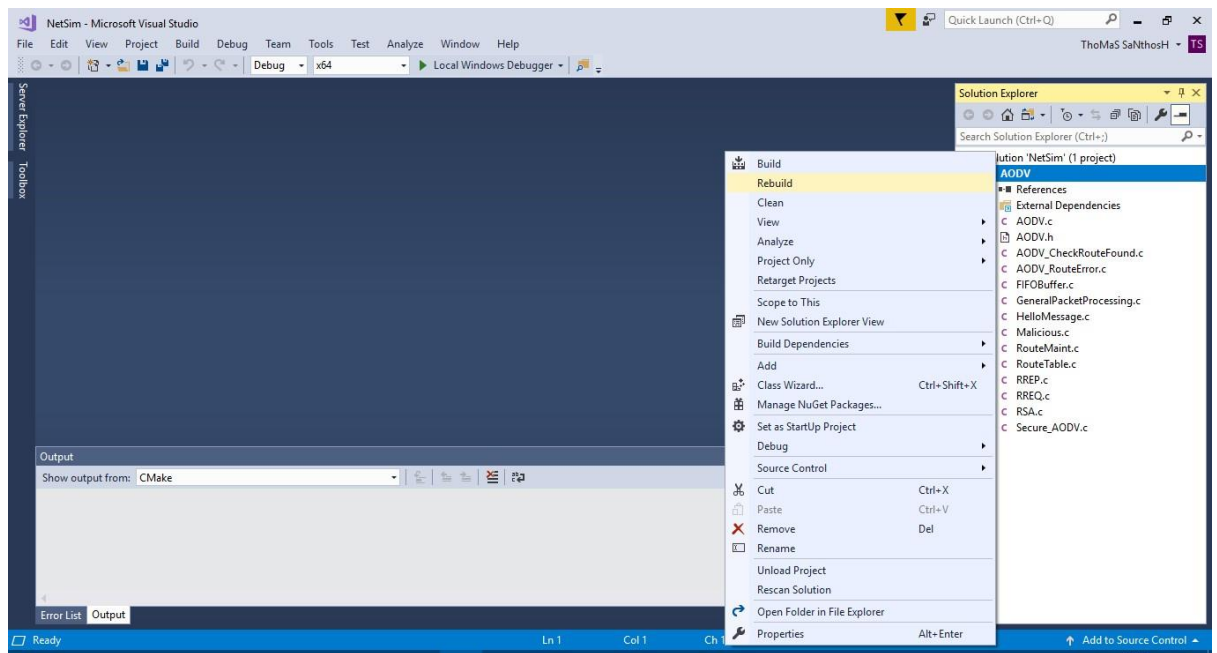 NetSim - Microsoft Visual Studio
Quick Launch (Ctrl+Q)
File Edit View Project Build Debug Team Tools Test Analyze Window Help
ThoMaS SaNthosH TS
Debug x64 Local Windows Debugger
Server Explorer
Toolbox
Solution Explorer
Search Solution Explorer (Ctrl+;)
lution 'NetSim' (1 project)
AODV
References
External Dependencies
AODV.c
AODV.h
AODV_CheckRouteFound.c
AODV_RouteError.c
FIFOBuffer.c
GeneralPacketProcessing.c
HelloMessage.c
Malicious.c
RouteMaint.c
RouteTable.c
RREP.c
RREQ.c
RSA.c
Secure_AODV.c
Build
Rebuild
Clean
View
Analyze
Project Only
Retarget Projects
Scope to This
New Solution Explorer View
Build Dependencies
Add
Class Wizard... Ctrl+Shift+X
Manage NuGet Packages...
Set as StartUp Project
Debug
Source Control
Cut Ctrl+X
Paste Ctrl+V
Remove Del
Rename
Unload Project
Rescan Solution
Open Folder in File Explorer
Properties Alt+Enter
Output
Show output from: CMake
Error List Output
Ready Ln 1 Col 1 Ch 1 Add to Source Control